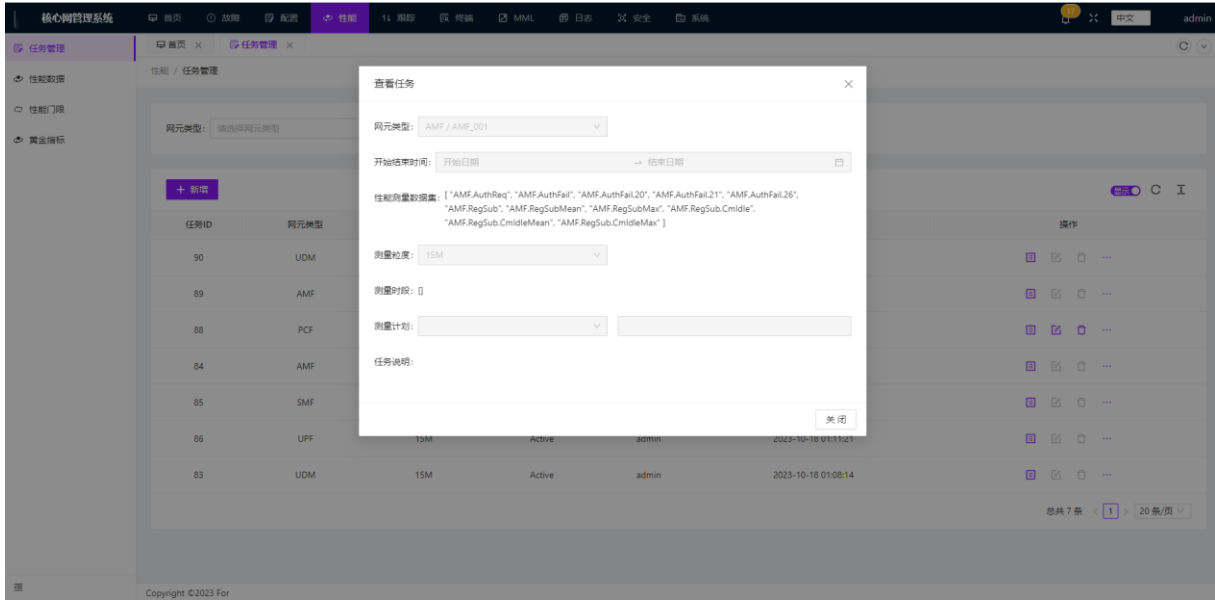 核心网管理系统 首页 故障 配置 性能 跟踪 终端 MML 日志 安全 系统 17 中文 admin
任务管理 首页 任务管理
性能数据 性能 / 任务管理
性能门限
黄金指标
网元类型: 请选择网元类型
新增 显示
任务ID 网元类型 操作
90 UDM
89 AMF
88 PCF
84 AMF
85 SMF
86 UPF 15M Active admin 2023-10-18 01:11:21
83 UDM 15M Active admin 2023-10-18 01:08:14
总共 7 条 < 1 > 20 条/页
查看任务
网元类型: AMF / AMF_001
开始结束时间: 开始日期 → 结束日期
性能测量数据集: [ "AMF.AuthReq", "AMF.AuthFail", "AMF.AuthFail.20", "AMF.AuthFail.21", "AMF.AuthFail.26",
"AMF.RegSub", "AMF.RegSubMean", "AMF.RegSubMax", "AMF.RegSub.CmIdle",
"AMF.RegSub.CmIdleMean", "AMF.RegSub.CmIdleMax" ]
测量粒度: 15M
测量时段: []
测量计划:
任务说明:
关 闭
Copyright ©2023 For